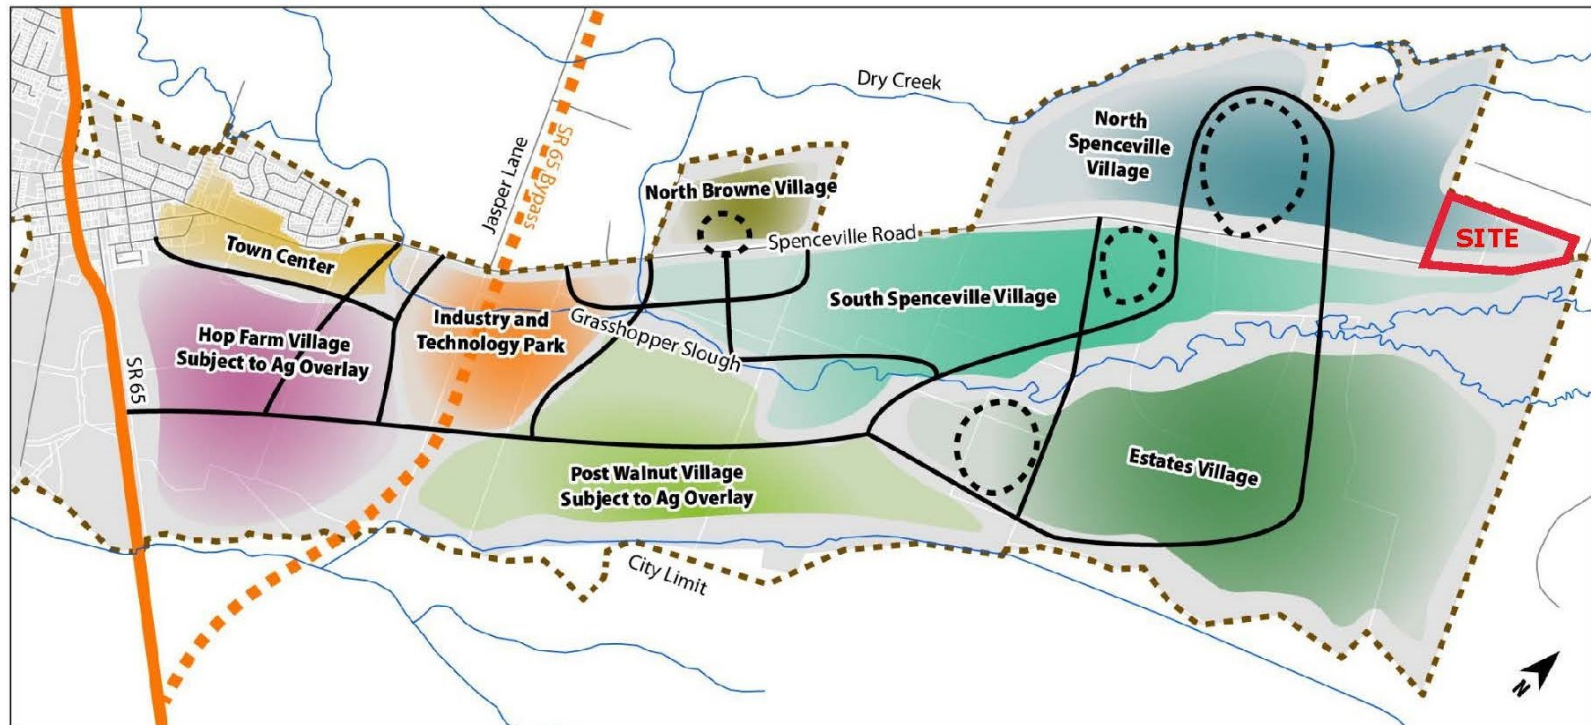 Dry Creek
North
Spenceville
Village
Jasper Lane
SR 65 Bypass
North Browne Village
Spenceville Road
SITE
Town Center
South Spenceville Village
Hop Farm Village
Subject to Ag Overlay
Industry and
Technology Park
Grasshopper Slough
SR 65
Post Walnut Village
Subject to Ag Overlay
Estates Village
City Limit
N